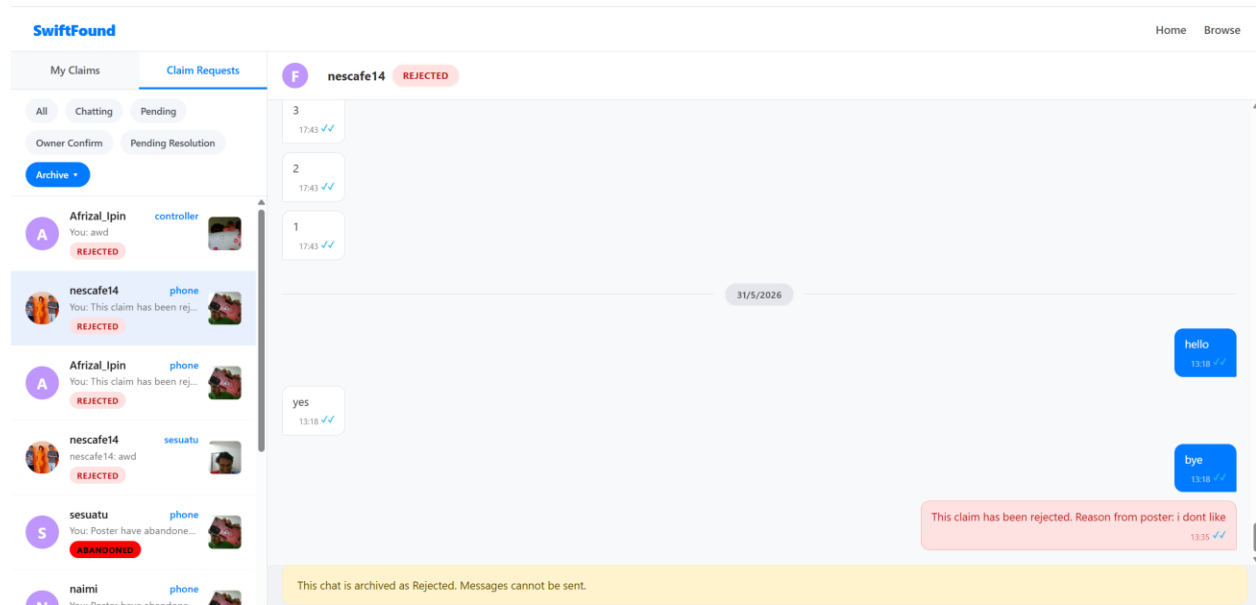 SwiftFound
Home Browse
My Claims Claim Requests
All Chatting Pending
Owner Confirm Pending Resolution
Archive
Afrizal_Ipin controller
You: awd
REJECTED
nescafe14 phone
You: This claim has been rej...
REJECTED
Afrizal_Ipin phone
You: This claim has been rej...
REJECTED
nescafe14 sesuatu
nescafe14: awd
REJECTED
sesuatu phone
You: Poster have abandone...
ABANDONED
naimi phone
You: Poster have abandone...
F nescafe14 REJECTED
3
17:43
2
17:43
1
17:43
31/5/2026
hello
13:18
yes
13:18
bye
13:18
This claim has been rejected. Reason from poster: i dont like
13:35
This chat is archived as Rejected. Messages cannot be sent.
A
A
S
N